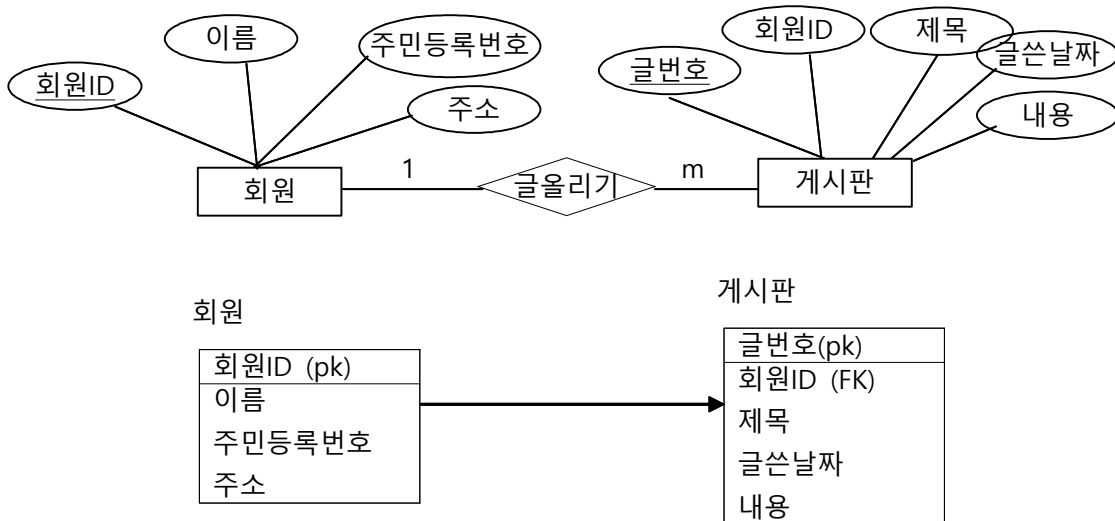 이름
주민등록번호
회원ID
주소
회원
1
글올리기
회원ID
제목
글번호
글쓴날짜
내용
m
게시판
회원
회원ID (pk)
이름
주민등록번호
주소
게시판
글번호(pk)
회원ID (FK)
제목
글쓴날짜
내용